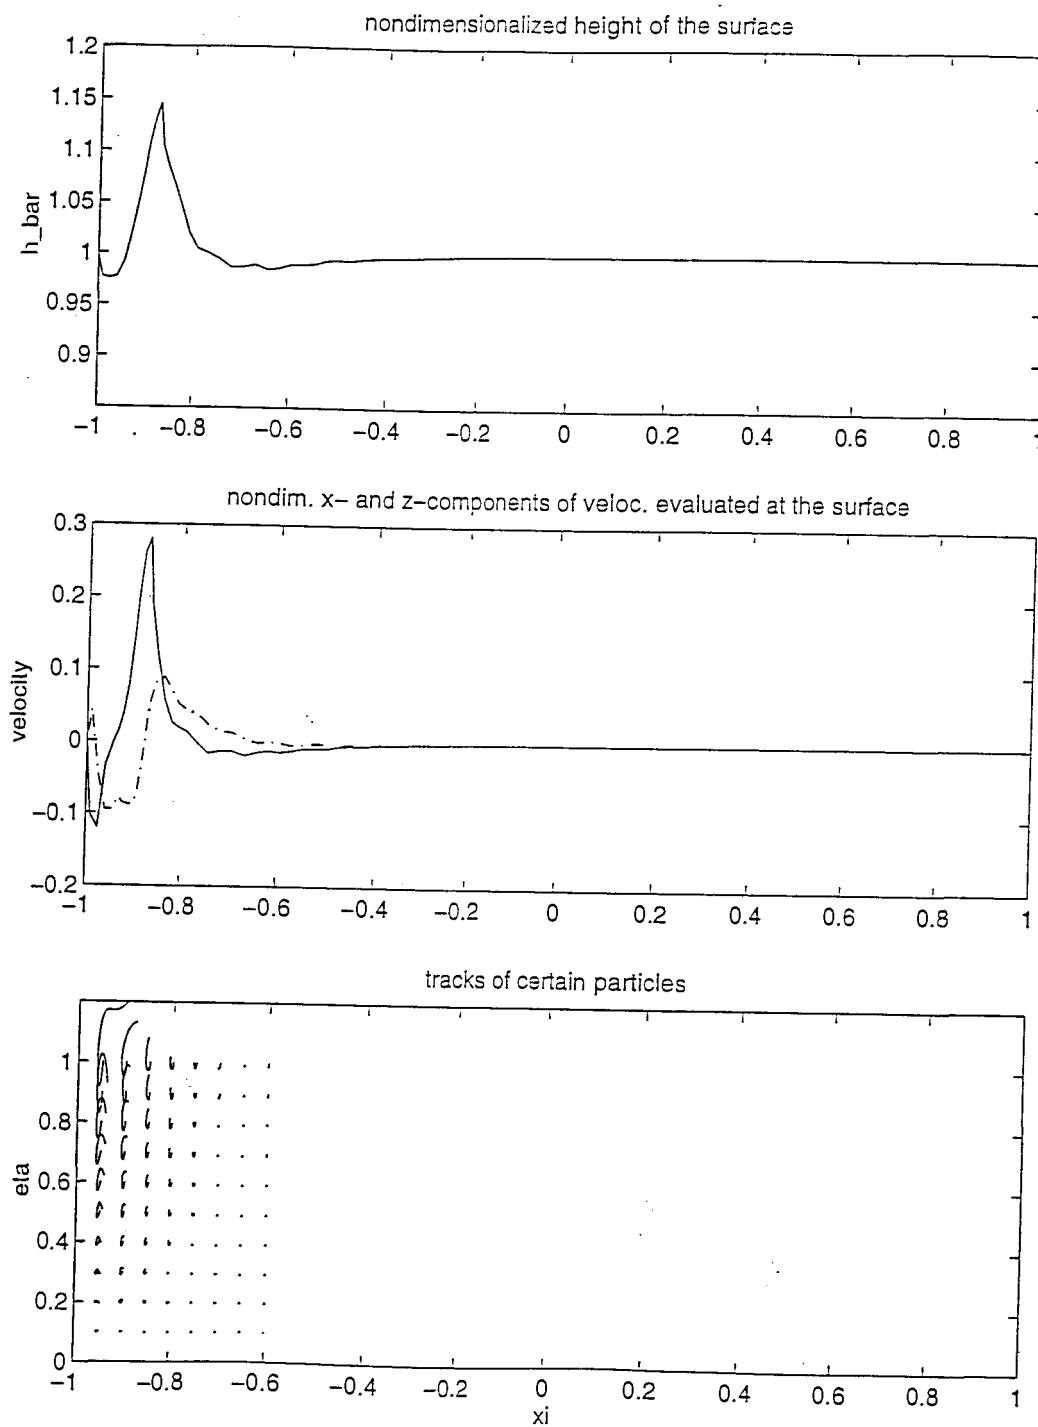 nondimensionalized height of the surface
1.2
1.15
1.1
1.05
1
0.95
0.9
h_bar
-1 -0.8 -0.6 -0.4 -0.2 0 0.2 0.4 0.6 0.8 1
nondim. x- and z-components of veloc. evaluated at the surface
0.3
0.2
0.1
0
-0.1
-0.2
velocity
-1 -0.8 -0.6 -0.4 -0.2 0 0.2 0.4 0.6 0.8 1
tracks of certain particles
1
0.8
0.6
0.4
0.2
0
eta
-1 -0.8 -0.6 -0.4 -0.2 0 0.2 0.4 0.6 0.8 1
xi